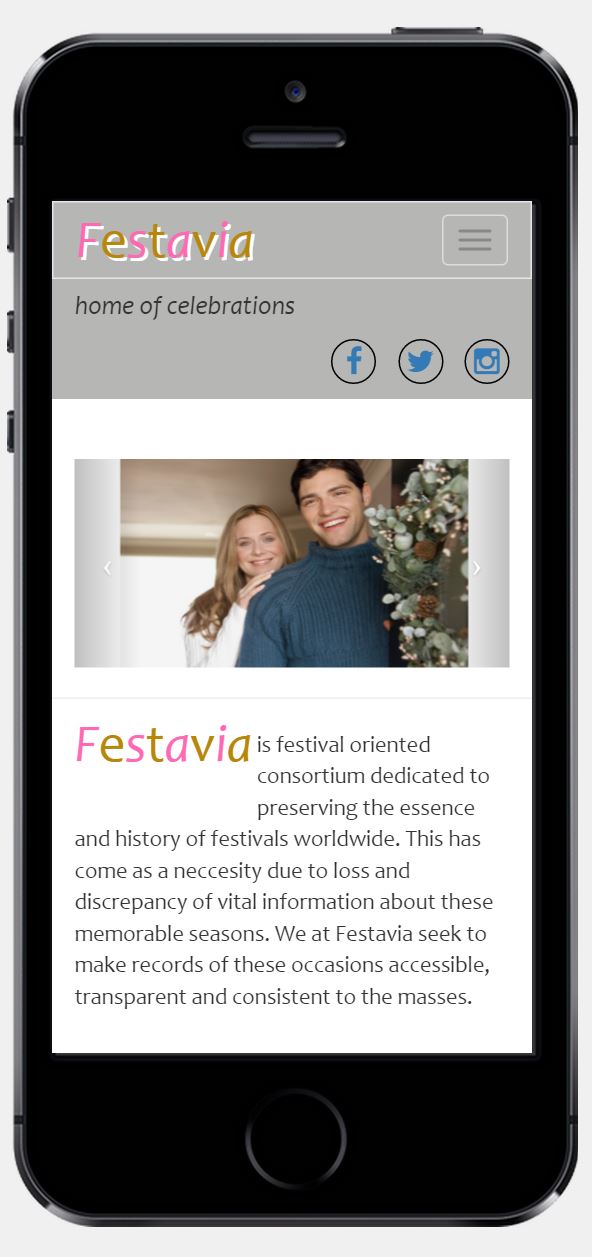 Festavia
home of celebrations
Festavia is festival oriented
consortium dedicated to
preserving the essence
and history of festivals worldwide. This has
come as a neccesity due to loss and
discrepancy of vital information about these
memorable seasons. We at Festavia seek to
make records of these occasions accessible,
transparent and consistent to the masses.